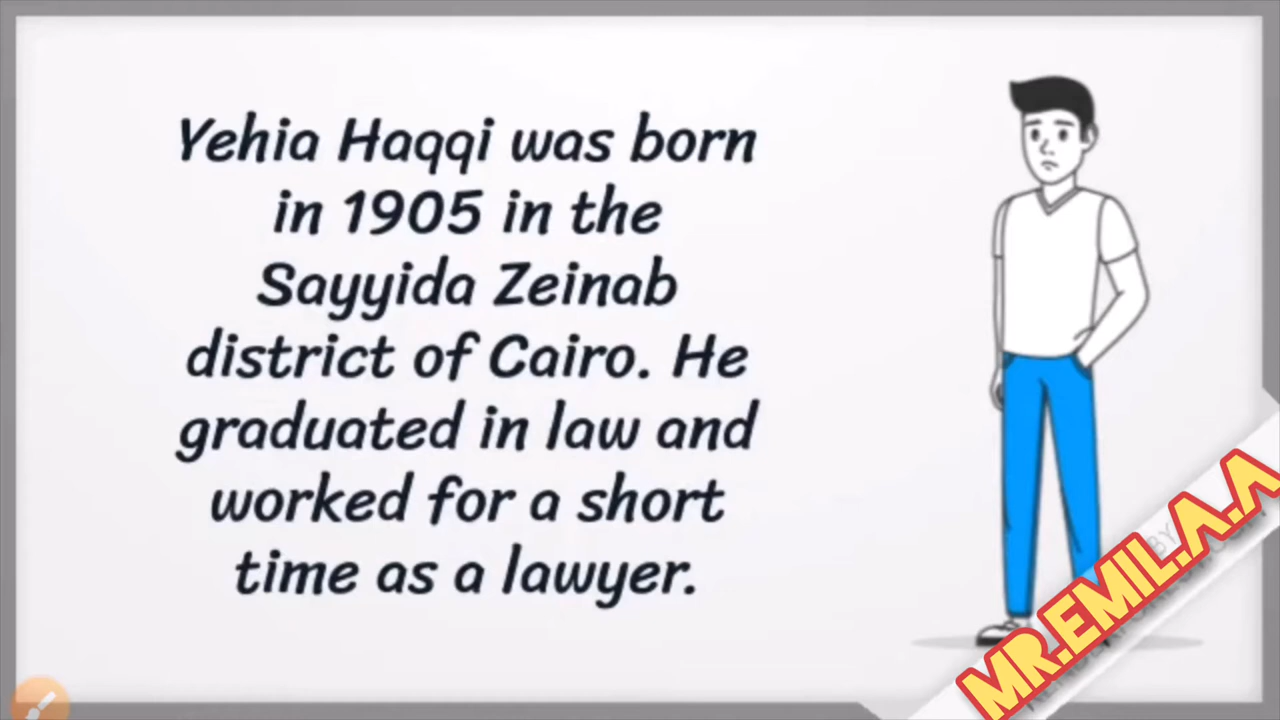 Yehia Haqqi was born
in 1905 in the
Sayyida Zeinab
district of Cairo. He
graduated in law and
worked for a short
time as a lawyer.
MR.EMIL.A.A